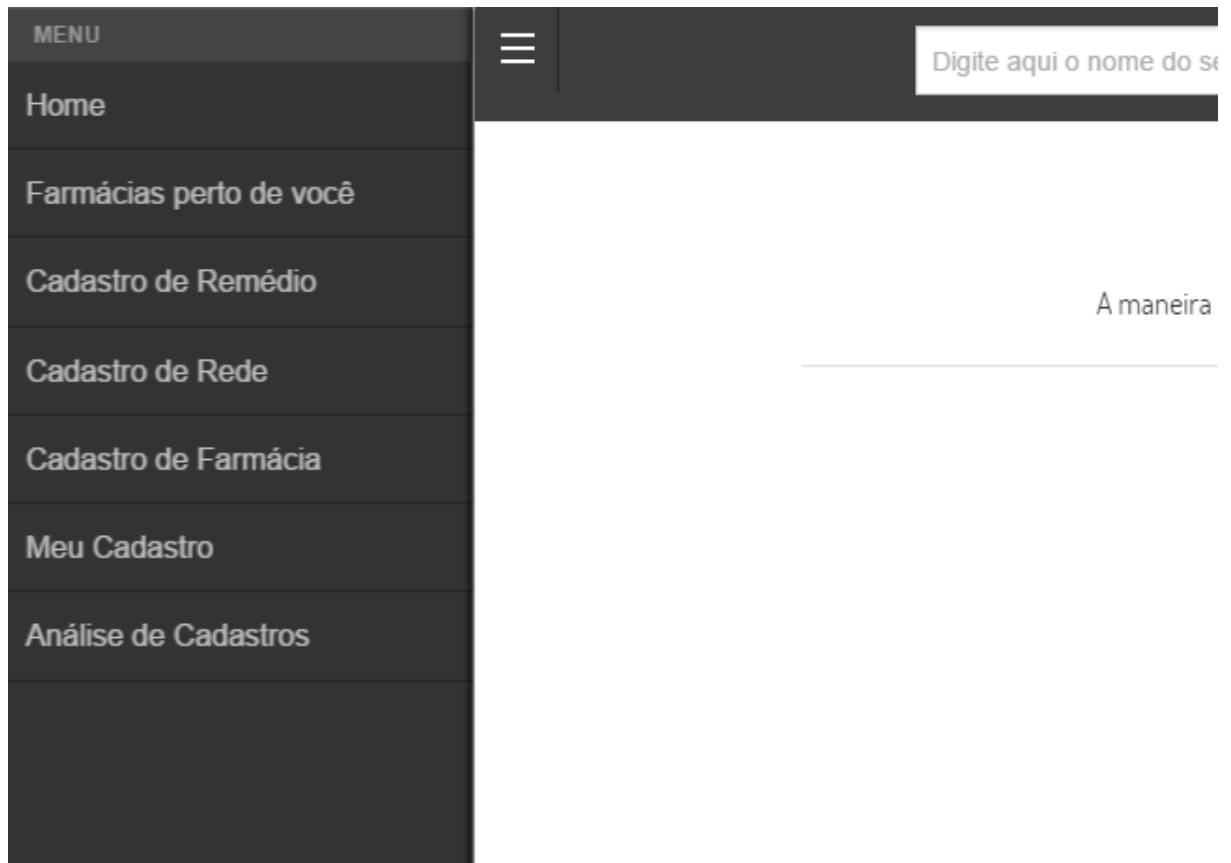 MENU
Home
Farmácias perto de você
Cadastro de Remédio
Cadastro de Rede
Cadastro de Farmácia
Meu Cadastro
Análise de Cadastros
Digite aqui o nome do se
A maneira